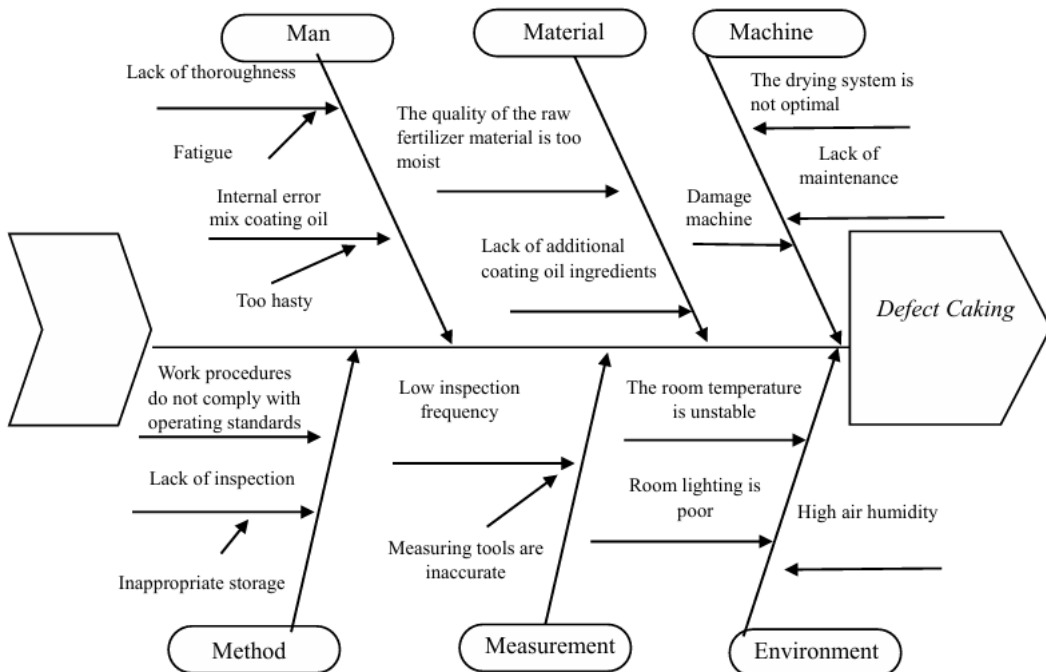 Man
Material
Machine
Lack of thoroughness
Fatigue
Internal error
mix coating oil
Too hasty
The quality of the raw
fertilizer material is too
moist
Lack of additional
coating oil ingredients
The drying system is
not optimal
Lack of
maintenance
Damage
machine
Defect Caking
Work procedures
do not comply with
operating standards
Lack of inspection
Inappropriate storage
Low inspection
frequency
Measuring tools are
inaccurate
The room temperature
is unstable
Room lighting is
poor
High air humidity
Method
Measurement
Environment